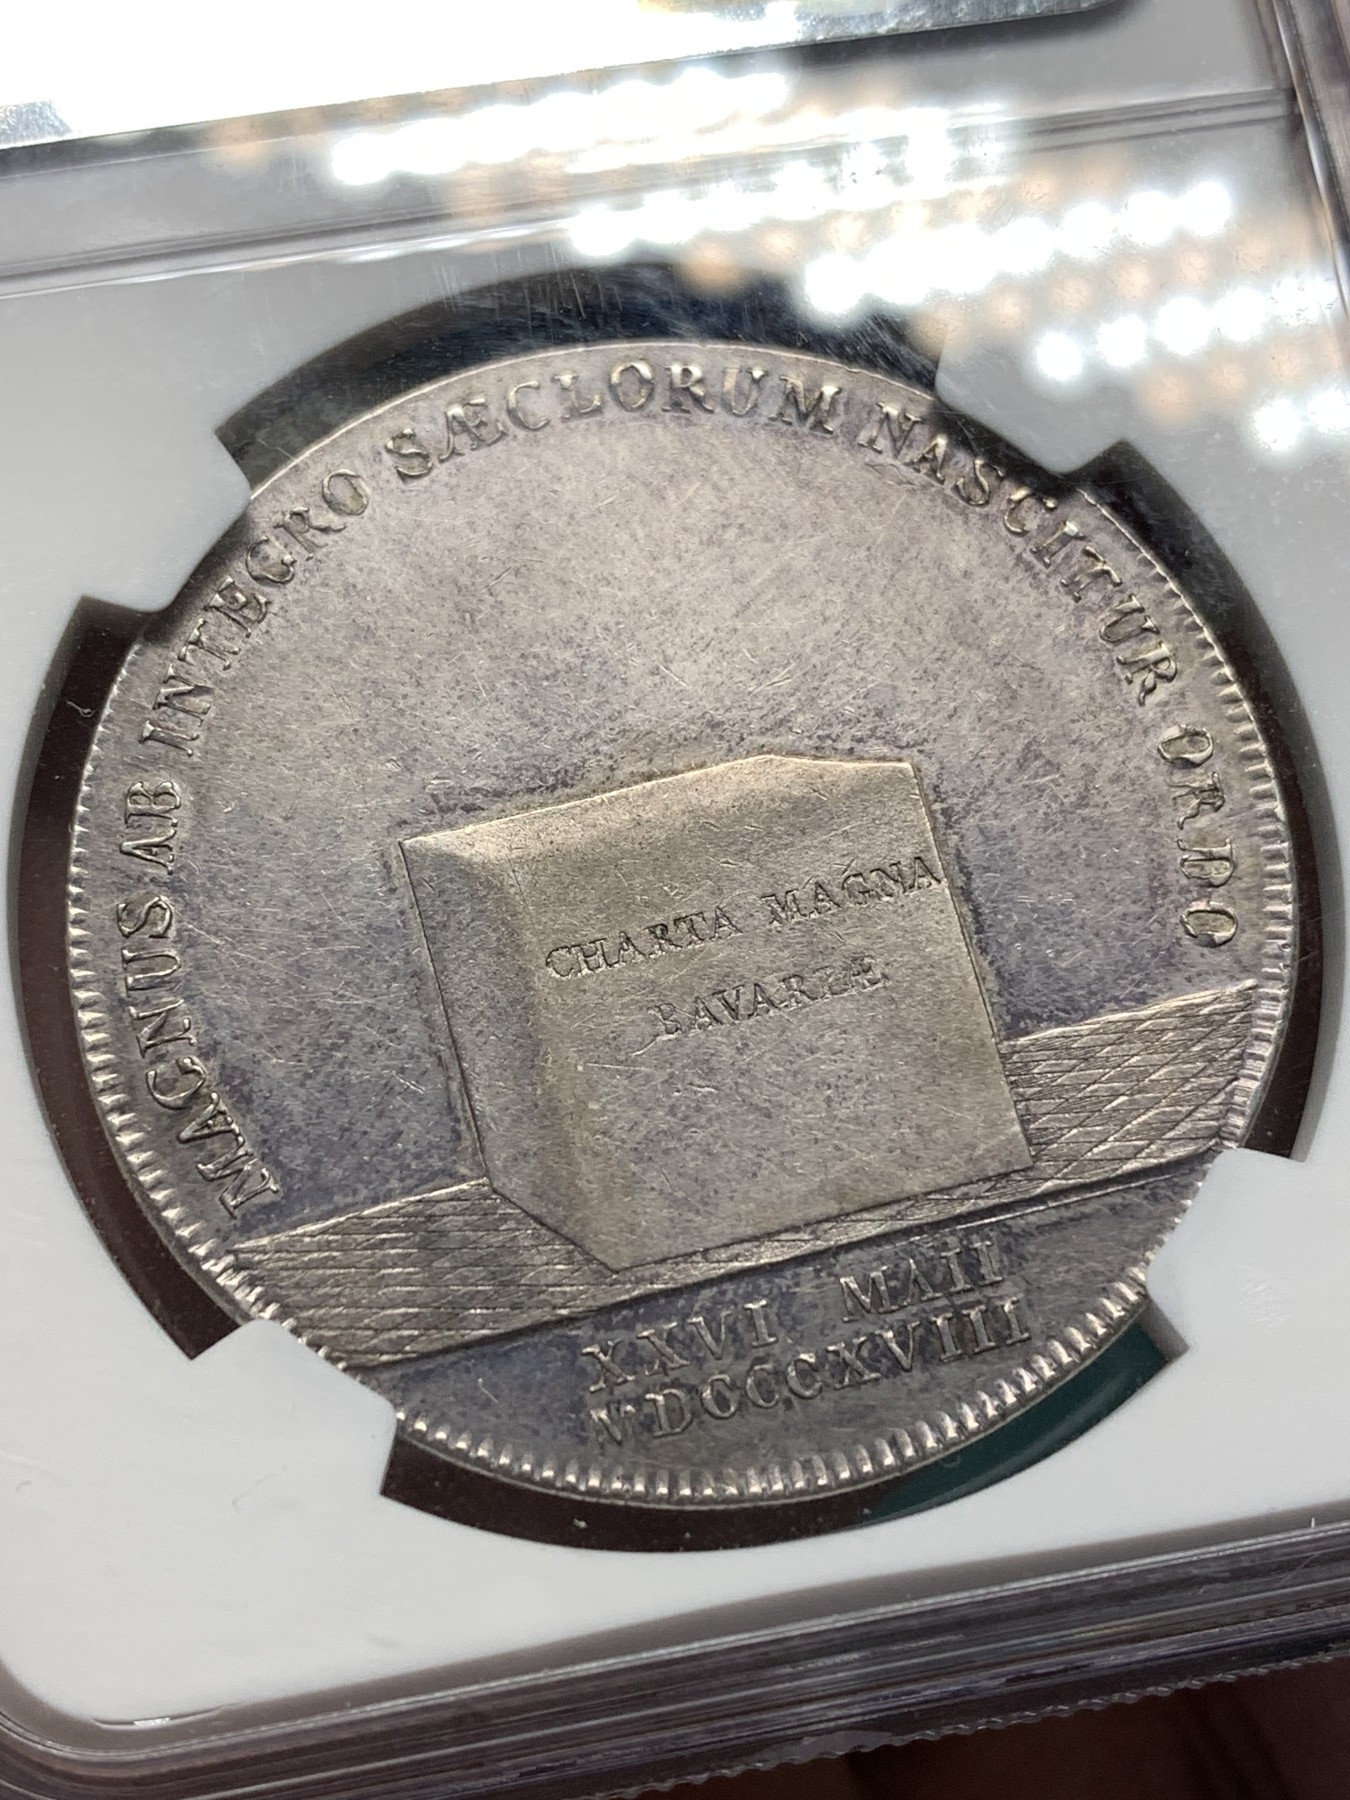 MAGNUS AB INTEGRO SÆCLORUM NASCITUR ORDO
CHARTA MAGNA
BAVARIÆ
XXVI MAII
MDCCCXVIII